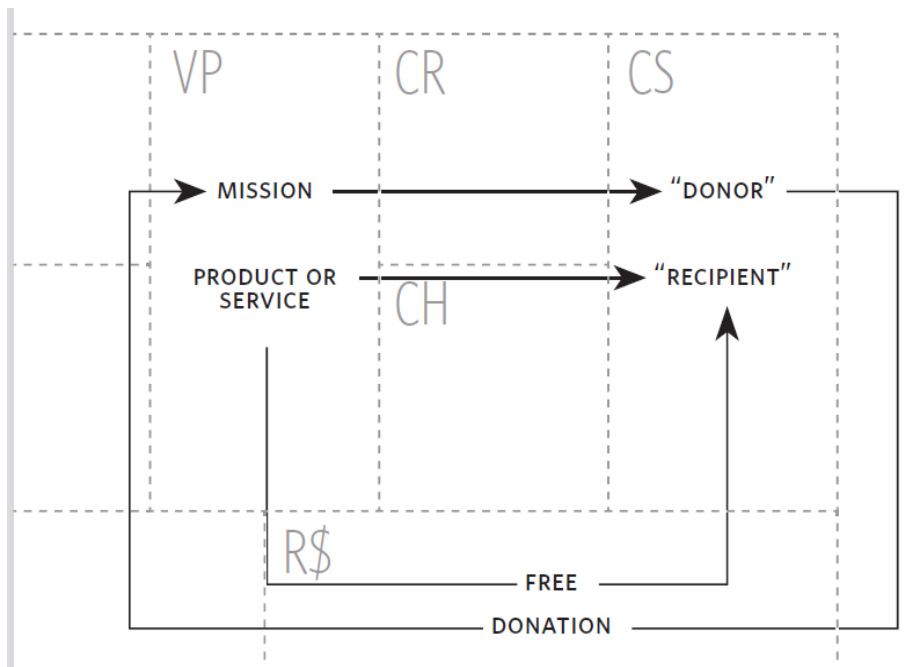 VP
CR
CS
MISSION
“DONOR”
PRODUCT OR
SERVICE
“RECIPIENT”
CH
R$
FREE
DONATION